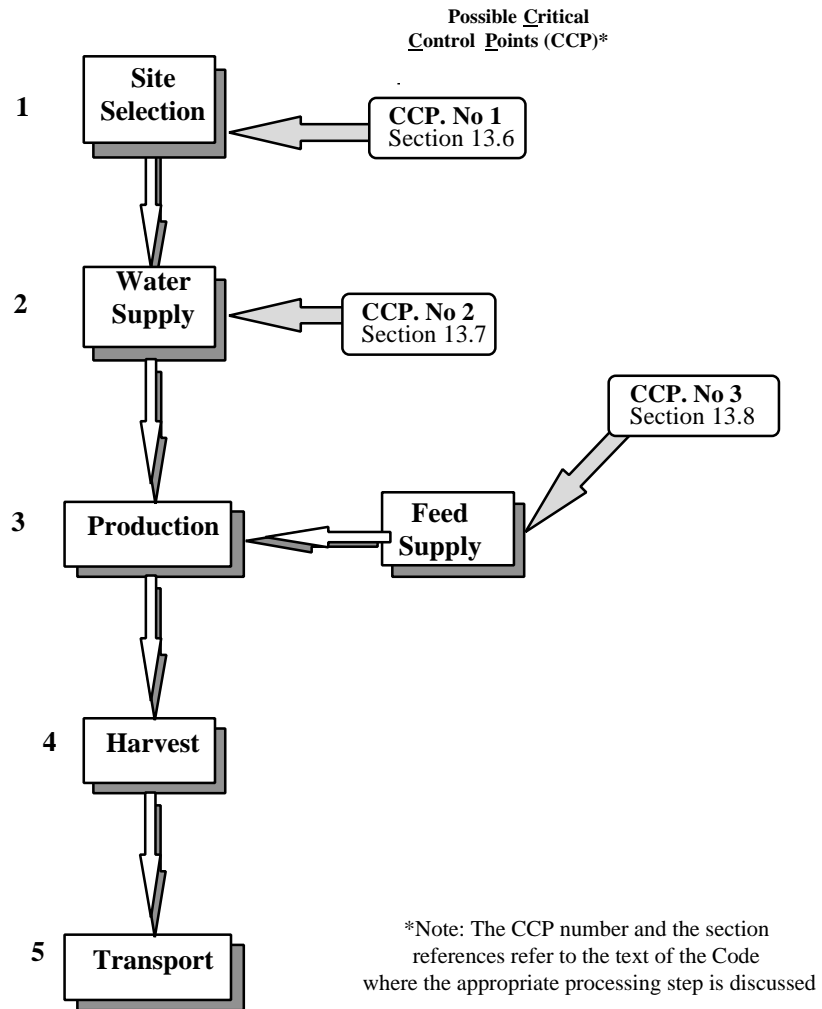 Possible Critical
Control Points (CCP)*
1
Site
Selection
CCP. No 1
Section 13.6
2
Water
Supply
CCP. No 2
Section 13.7
CCP. No 3
Section 13.8
3
Production
Feed
Supply
4
Harvest
5
Transport
*Note: The CCP number and the section
references refer to the text of the Code
where the appropriate processing step is discussed